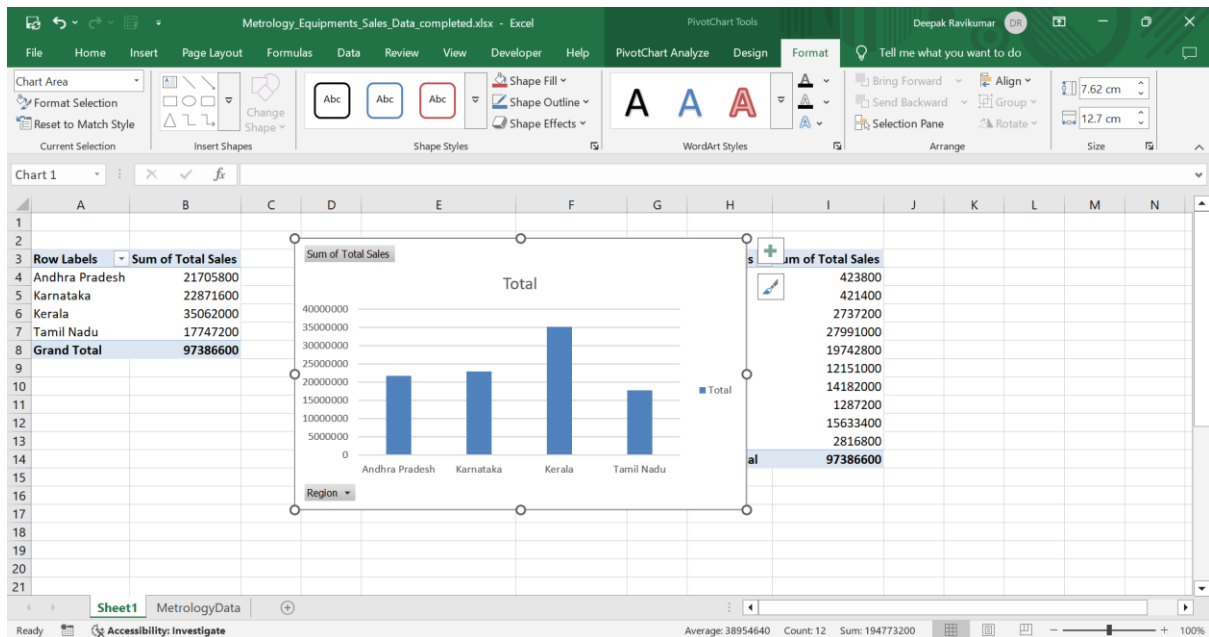 Metrology_Equipments_Sales_Data_completed.xlsx - Excel
PivotChart Tools
Deepak Ravikumar DR
File Home Insert Page Layout Formulas Data Review View Developer Help PivotChart Analyze Design Format Tell me what you want to do
Chart Area
Format Selection
Reset to Match Style
Current Selection
Change
Shape
Insert Shapes
Abc Abc Abc
Shape Fill
Shape Outline
Shape Effects
Shape Styles
A A A
WordArt Styles
Bring Forward
Send Backward
Selection Pane
Align
Group
Rotate
Arrange
7.62 cm
12.7 cm
Size
Chart 1 fx
A B C D E F G H I J K L M N
1
2
3 Row Labels Sum of Total Sales s um of Total Sales
4 Andhra Pradesh 21705800 423800
5 Karnataka 22871600 421400
6 Kerala 35062000 2737200
7 Tamil Nadu 17747200 27991000
8 Grand Total 97386600 19742800
9 12151000
10 14182000
11 1287200
12 15633400
13 2816800
14 al 97386600
15
16
17
18
19
20
21
Sum of Total Sales
Total
40000000
35000000
30000000
25000000
20000000
15000000
10000000
5000000
0
Andhra Pradesh Karnataka Kerala Tamil Nadu
Total
Region
Sheet1 MetrologyData
Ready Accessibility: Investigate Average: 38954640 Count: 12 Sum: 194773200 100%